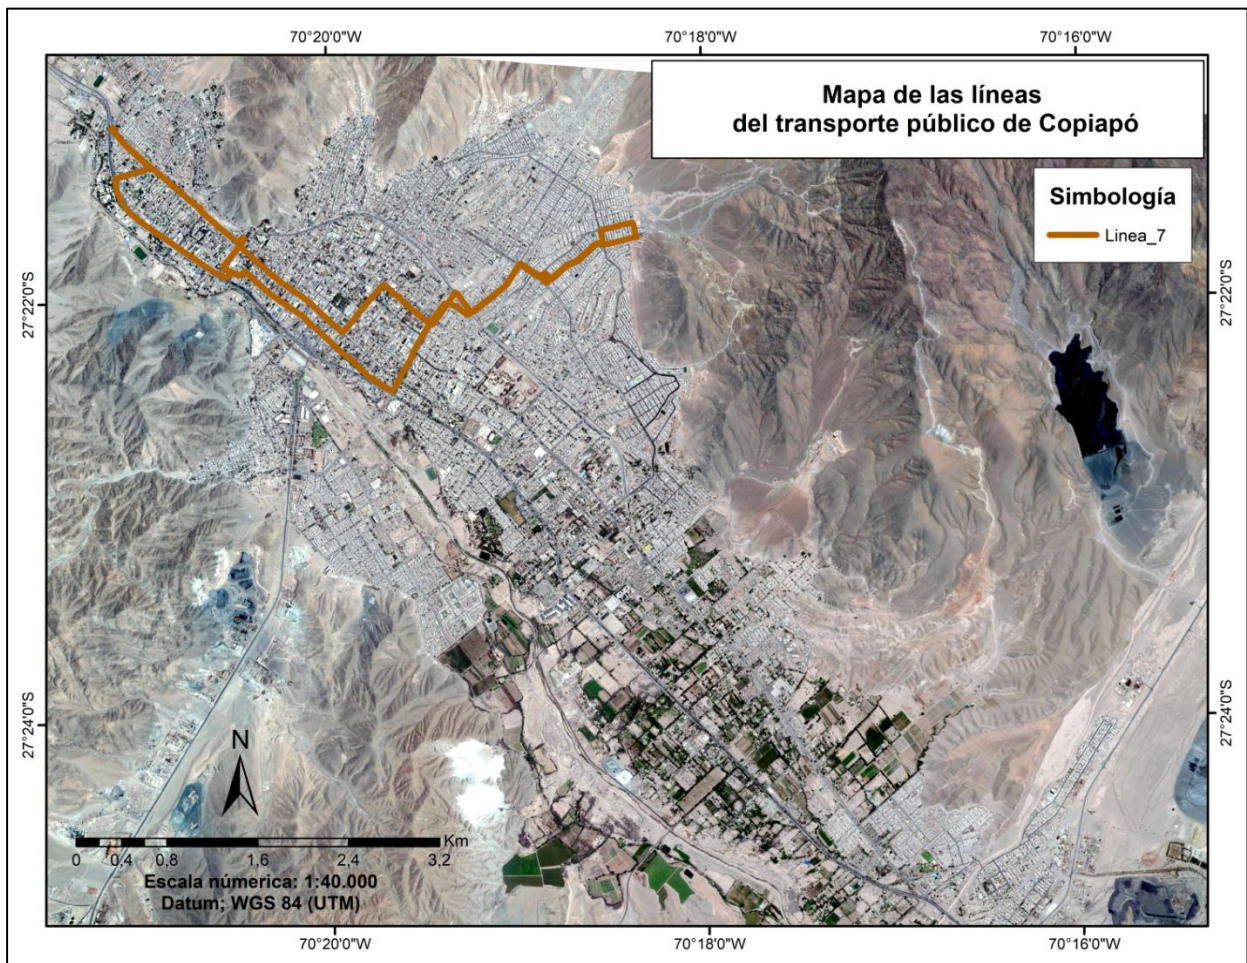 70°20'0"W 70°18'0"W 70°16'0"W
Mapa de las líneas
del transporte público de Copiapó
Simbología
Linea_7
27°22'0"S 27°22'0"S
27°24'0"S 27°24'0"S
N
Km
0 0,4 0,8 1,6 2,4 3,2
Escala númerica: 1:40.000
Datum; WGS 84 (UTM)
70°20'0"W 70°18'0"W 70°16'0"W